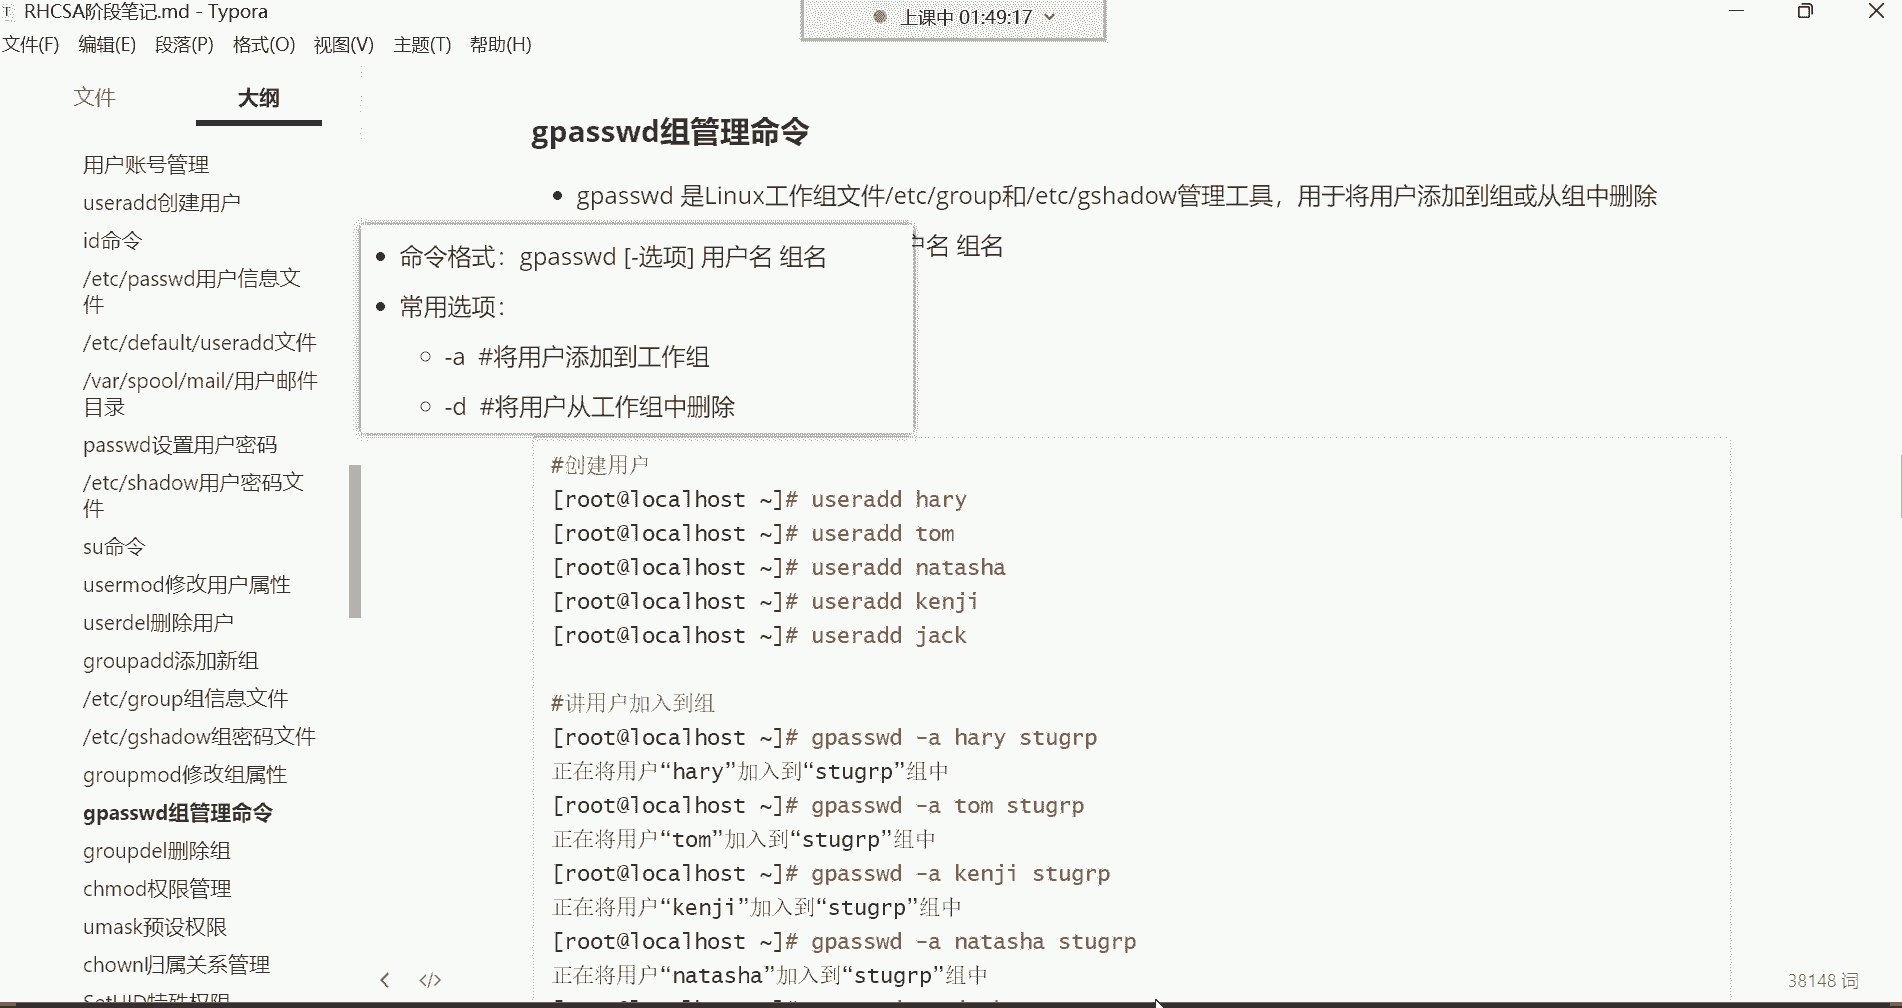 RHCSA阶段笔记.md - Typora
上课中 01:49:17
文件(F) 编辑(E) 段落(P) 格式(O) 视图(V) 主题(T) 帮助(H)
文件 大纲
用户账号管理
useradd创建用户
id命令
/etc/passwd用户信息文
件
/etc/default/useradd文件
/var/spool/mail/用户邮件
目录
passwd设置用户密码
/etc/shadow用户密码文
件
su命令
usermod修改用户属性
userdel删除用户
groupadd添加新组
/etc/group组信息文件
/etc/gshadow组密码文件
groupmod修改组属性
gpasswd组管理命令
groupdel删除组
chmod权限管理
umask预设权限
chownl归属关系管理
SetUID特殊权限
gpasswd组管理命令
gpasswd 是Linux工作组文件/etc/group和/etc/gshadow管理工具，用于将用户添加到组或从组中删除
户名 组名
命令格式：gpasswd [-选项] 用户名 组名
常用选项：
-a #将用户添加到工作组
-d #将用户从工作组中删除
#创建用户
[root@localhost ~]# useradd hary
[root@localhost ~]# useradd tom
[root@localhost ~]# useradd natasha
[root@localhost ~]# useradd kenji
[root@localhost ~]# useradd jack
#讲用户加入到组
[root@localhost ~]# gpasswd -a hary stugrp
正在将用户“hary”加入到“stugrp”组中
[root@localhost ~]# gpasswd -a tom stugrp
正在将用户“tom”加入到“stugrp”组中
[root@localhost ~]# gpasswd -a kenji stugrp
正在将用户“kenji”加入到“stugrp”组中
[root@localhost ~]# gpasswd -a natasha stugrp
正在将用户“natasha”加入到“stugrp”组中
38148 词